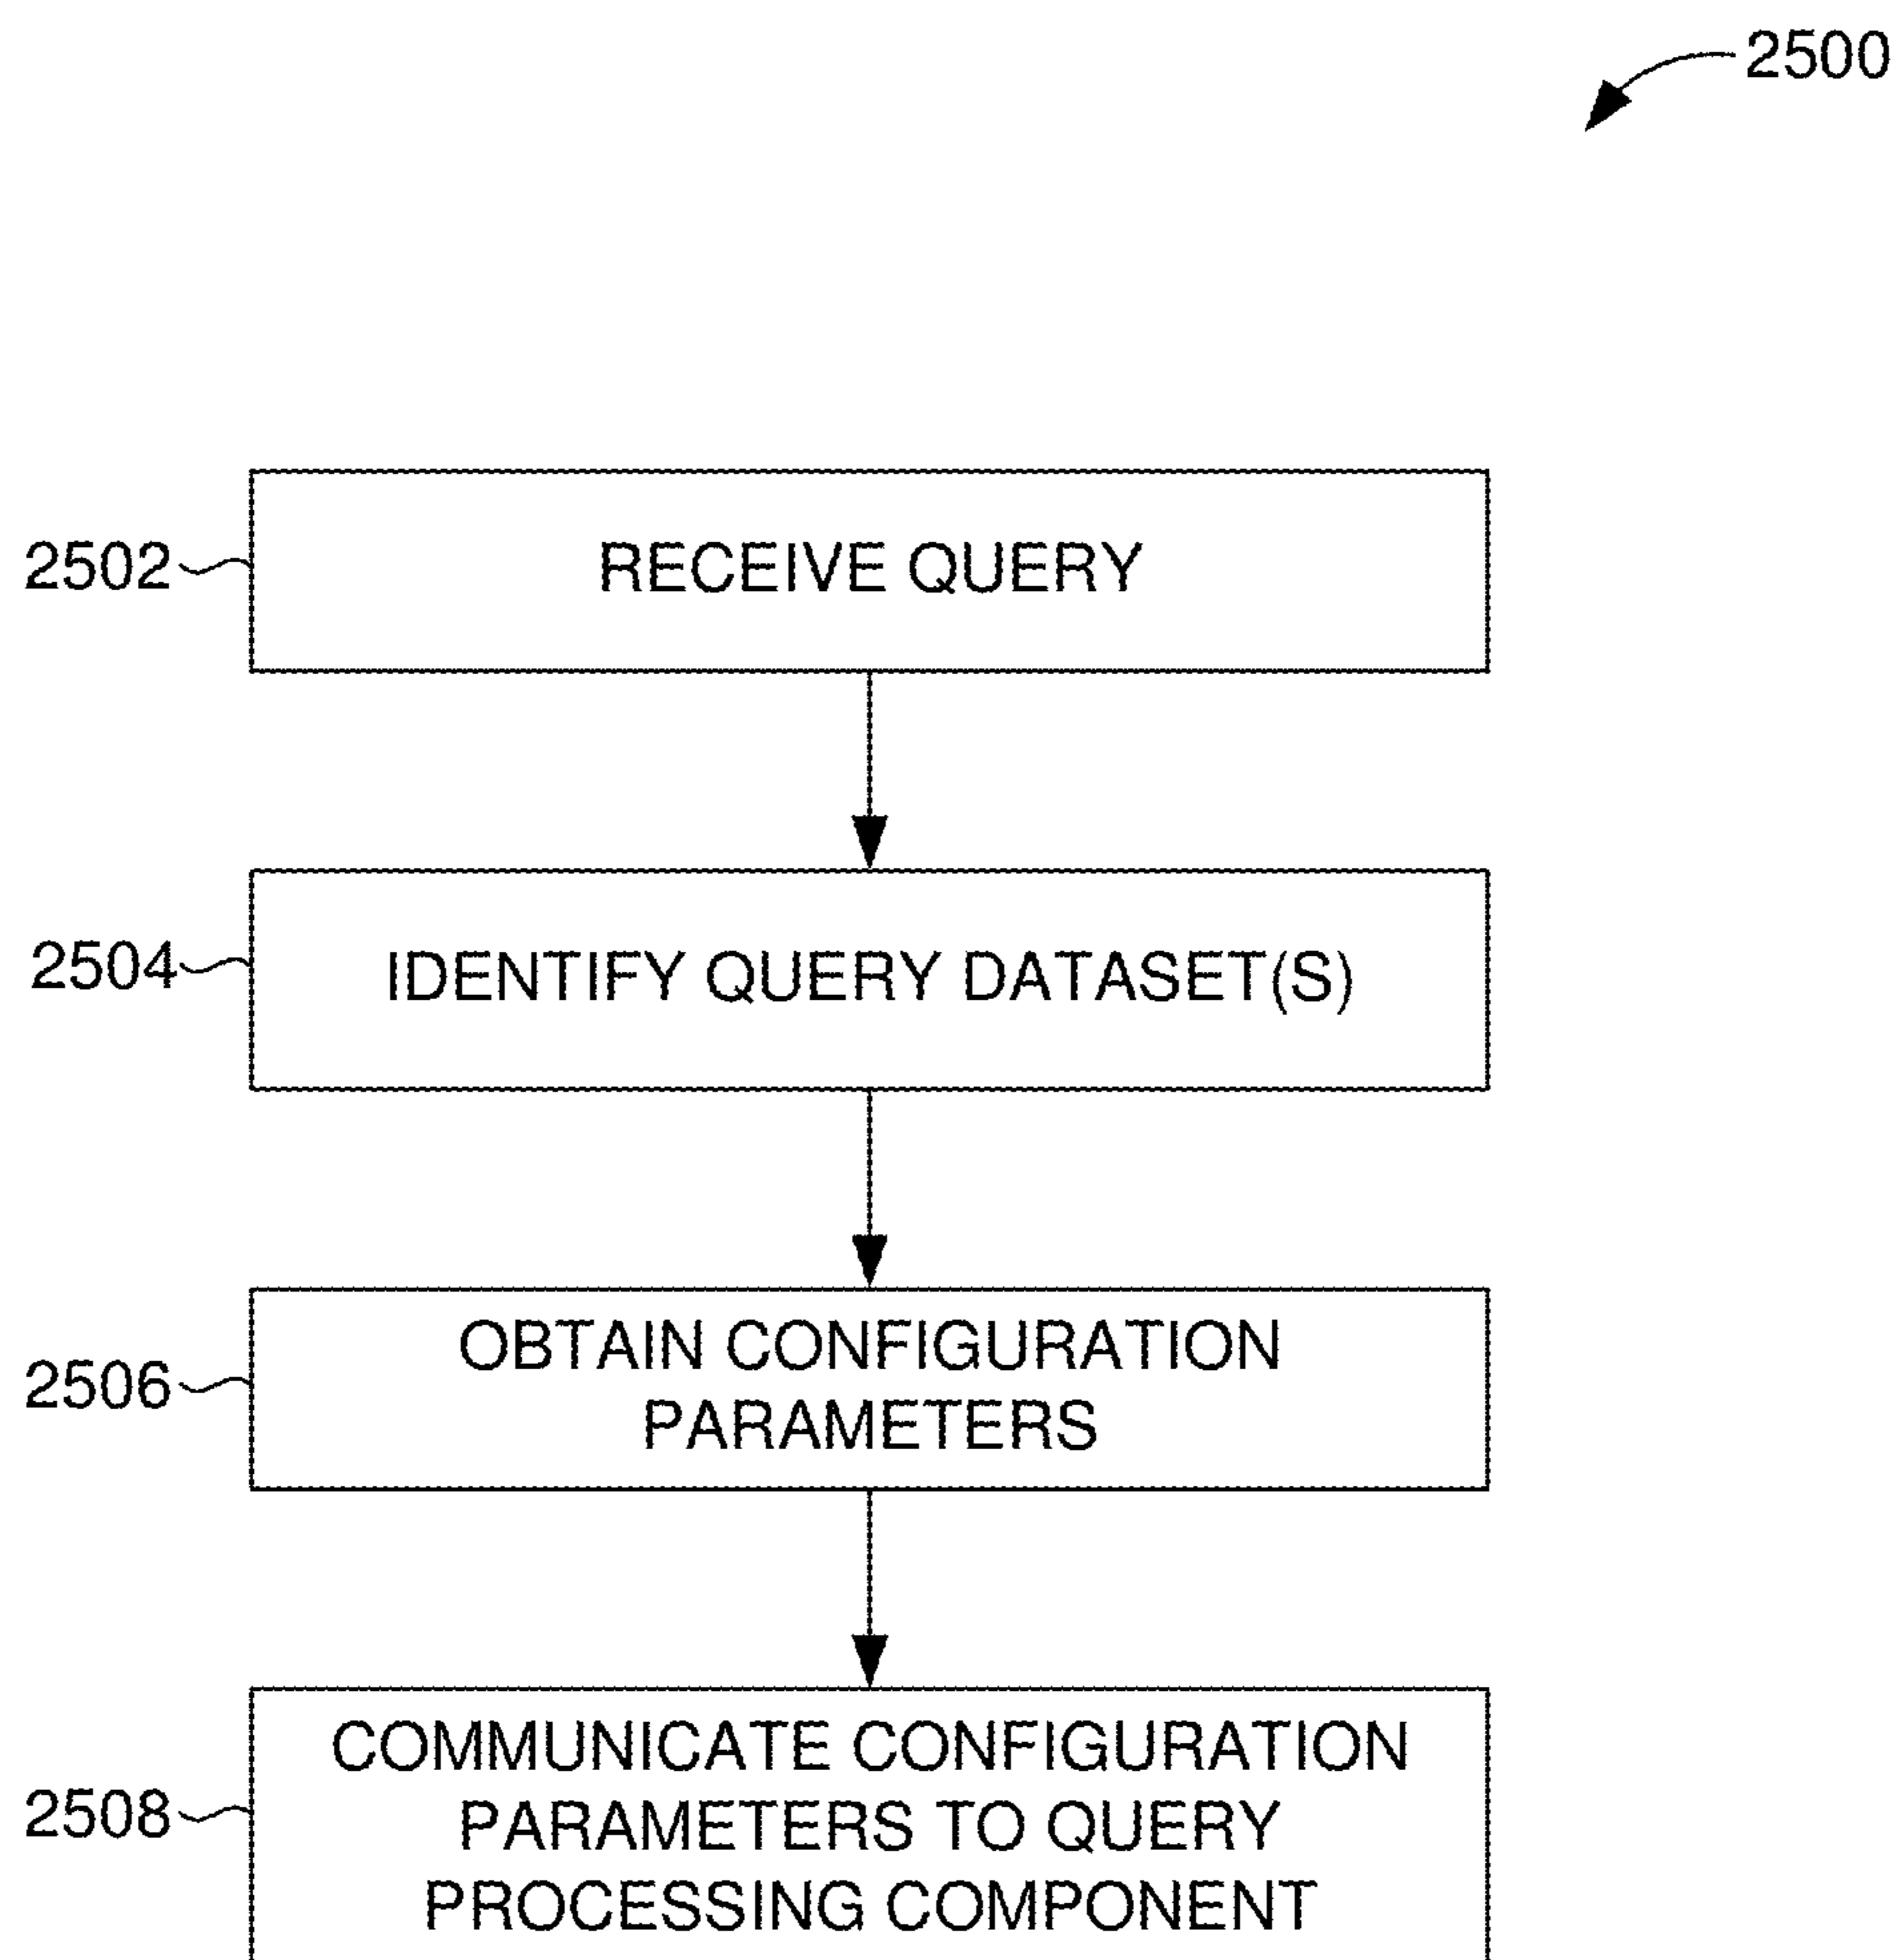 2500
2502
RECEIVE QUERY
2504
IDENTIFY QUERY DATASET(S)
2506
OBTAIN CONFIGURATION
PARAMETERS
2508
COMMUNICATE CONFIGURATION
PARAMETERS TO QUERY
PROCESSING COMPONENT